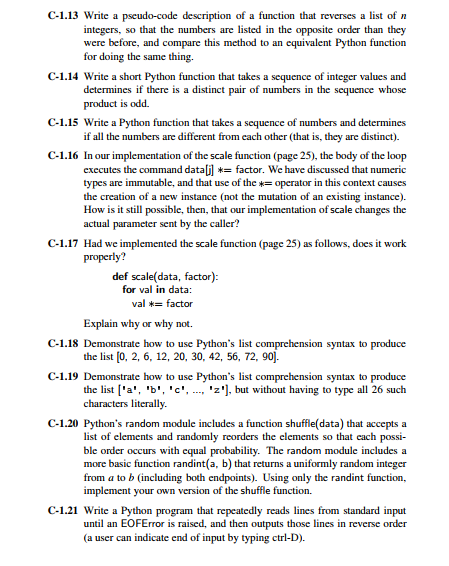 C-1.13 Write a pseudo-code description of a function that reverses a list of n
integers, so that the numbers are listed in the opposite order than they
were before, and compare this method to an equivalent Python function
for doing the same thing.
C-1.14 Write a short Python function that takes a sequence of integer values and
determines if there is a distinct pair of numbers in the sequence whose
product is odd.
C-1.15 Write a Python function that takes a sequence of numbers and determines
if all the numbers are different from each other (that is, they are distinct).
C-1.16 In our implementation of the scale function (page 25), the body of the loop
executes the command data[j] *= factor. We have discussed that numeric
types are immutable, and that use of the *= operator in this context causes
the creation of a new instance (not the mutation of an existing instance).
How is it still possible, then, that our implementation of scale changes the
actual parameter sent by the caller?
C-1.17 Had we implemented the scale function (page 25) as follows, does it work
properly?
def scale(data, factor):
for val in data:
val *= factor
Explain why or why not.
C-1.18 Demonstrate how to use Python's list comprehension syntax to produce
the list [0, 2, 6, 12, 20, 30, 42, 56, 72, 90].
C-1.19 Demonstrate how to use Python's list comprehension syntax to produce
the list ['a', 'b', 'c', ..., 'z'], but without having to type all 26 such
characters literally.
C-1.20 Python's random module includes a function shuffle(data) that accepts a
list of elements and randomly reorders the elements so that each possi-
ble order occurs with equal probability. The random module includes a
more basic function randint(a, b) that returns a uniformly random integer
from a to b (including both endpoints). Using only the randint function,
implement your own version of the shuffle function.
C-1.21 Write a Python program that repeatedly reads lines from standard input
until an EOFError is raised, and then outputs those lines in reverse order
(a user can indicate end of input by typing ctrl-D).